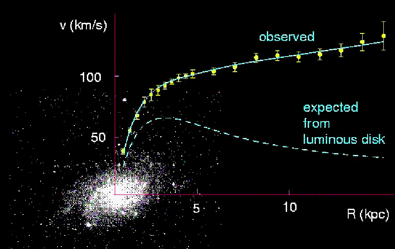 v (km/s)
observed
100
expected
from
luminous disk
50
5
10
R (kpc)